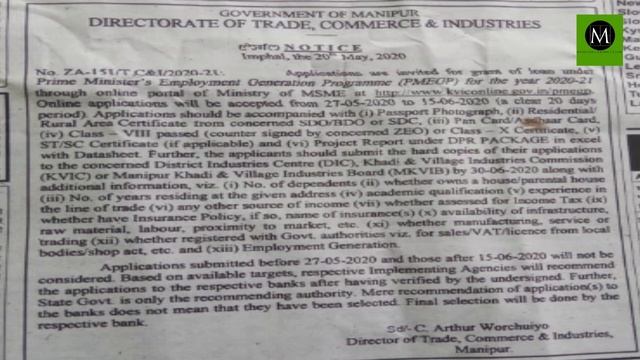 GOVERNMENT OF MANIPUR
DIRECTORATE OF TRADE, COMMERCE & INDUSTRIES
NOTICE
Imphal, the 20th May, 2020
No. ZA-151/TC&I/2020-21: Applications are invited for grant of loan under
Prime Minister's Employment Generation Programme (PMEGP) for the year 2020-21
through online portal of Ministry of MSME at http://www.kviconline.gov.in/pmegp.
Online applications will be accepted from 27-05-2020 to 15-06-2020 (a clear 20 days
period). Applications should be accompanied with (i) Passport Photograph, (ii) Residential/
Rural Area Certificate from concerned SDO/BDO or SDC, (iii) Pan Card/Aadhaar Card,
(iv) Class – VIII passed (counter signed by concerned ZEO) or Class – X Certificate, (v)
ST/SC Certificate (if applicable) and (vi) Project Report under DPR PACKAGE in excel
with Datasheet. Further, the applicants should submit the hard copies of their applications
to the concerned District Industries Centre (DIC), Khadi & Village Industries Commission
(KVIC) or Manipur Khadi & Village Industries Board (MKVIB) by 30-06-2020 along with
additional information, viz. (i) No. of dependents (ii) whether owns a house/parental house
(iii) No. of years residing at the given address (iv) academic qualification (v) experience in
the line of trade (vi) any other source of income (vii) whether assessed for Income Tax (ix)
whether have Insurance Policy, if so, name of insurance(s) (x) availability of infrastructure,
raw material, labour, proximity to market, etc. (xi) whether manufacturing, service or
trading (xii) whether registered with Govt. authorities viz. for sales/VAT/licence from local
bodies/shop act, etc. and (xiii) Employment Generation.
Applications submitted before 27-05-2020 and those after 15-06-2020 will not be
considered. Based on available targets, respective Implementing Agencies will recommend
the applications to the respective banks after having verified by the undersigned. Further,
State Govt. is only the recommending authority. Mere recommendation of application(s) to
the banks does not mean that they have been selected. Final selection will be done by the
respective bank.
Sd/- C. Arthur Worchuiyo
Director of Trade, Commerce & Industries,
Manipur.
M